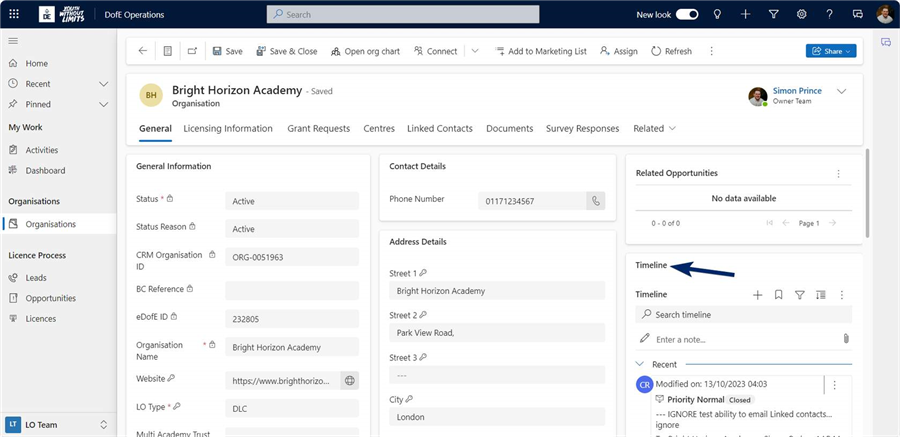 DE YOUTH WITHOUT LIMITS DofE Operations
Search
New look
Save
Save & Close
Open org chart
Connect
Add to Marketing List
Assign
Refresh
Share
Home
Recent
Pinned
My Work
Activities
Dashboard
Organisations
Organisations
Licence Process
Leads
Opportunities
Licences
LT LO Team
BH
Bright Horizon Academy - Saved
Organisation
Simon Prince
Owner Team
General Licensing Information Grant Requests Centres Linked Contacts Documents Survey Responses Related
General Information
Status * Active
Status Reason Active
CRM Organisation ID ORG-0051963
BC Reference
eDofE ID 232805
Organisation Name * Bright Horizon Academy
Website https://www.brighthorizo...
LO Type * DLC
Multi Academy Trust
Contact Details
Phone Number 01171234567
Address Details
Street 1
Bright Horizon Academy
Street 2
Park View Road,
Street 3
---
City
London
Related Opportunities
No data available
0 - 0 of 0 Page 1
Timeline
Timeline
Search timeline
Enter a note...
Recent
CR Modified on: 13/10/2023 04:03
Priority Normal Closed
--- IGNORE test ability to email Linked contacts...
ignore